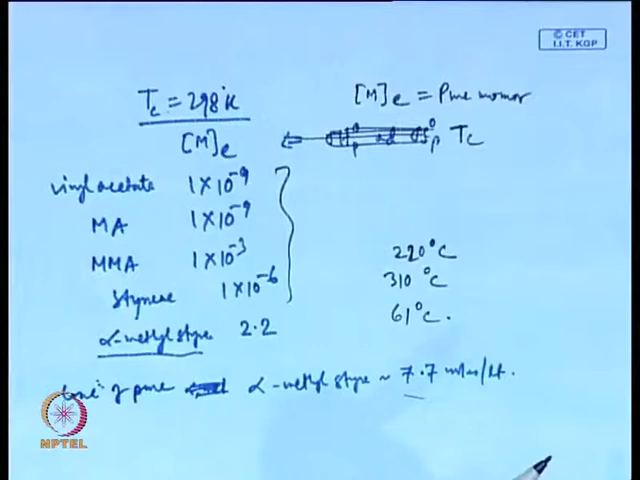 © CET
I.I.T. KGP
Tc = 298°K
[M]e = Pure monomer
[M]e
Tc
vinyl acetate 1 × 10⁻⁹
MA 1 × 10⁻⁹
MMA 1 × 10⁻³ 220°C
Styrene 1 × 10⁻⁶ 310°C
α-methyl styre 2.2 61°C.
of pure α-methyl styre ~ 7.7 moles/lt.
NPTEL